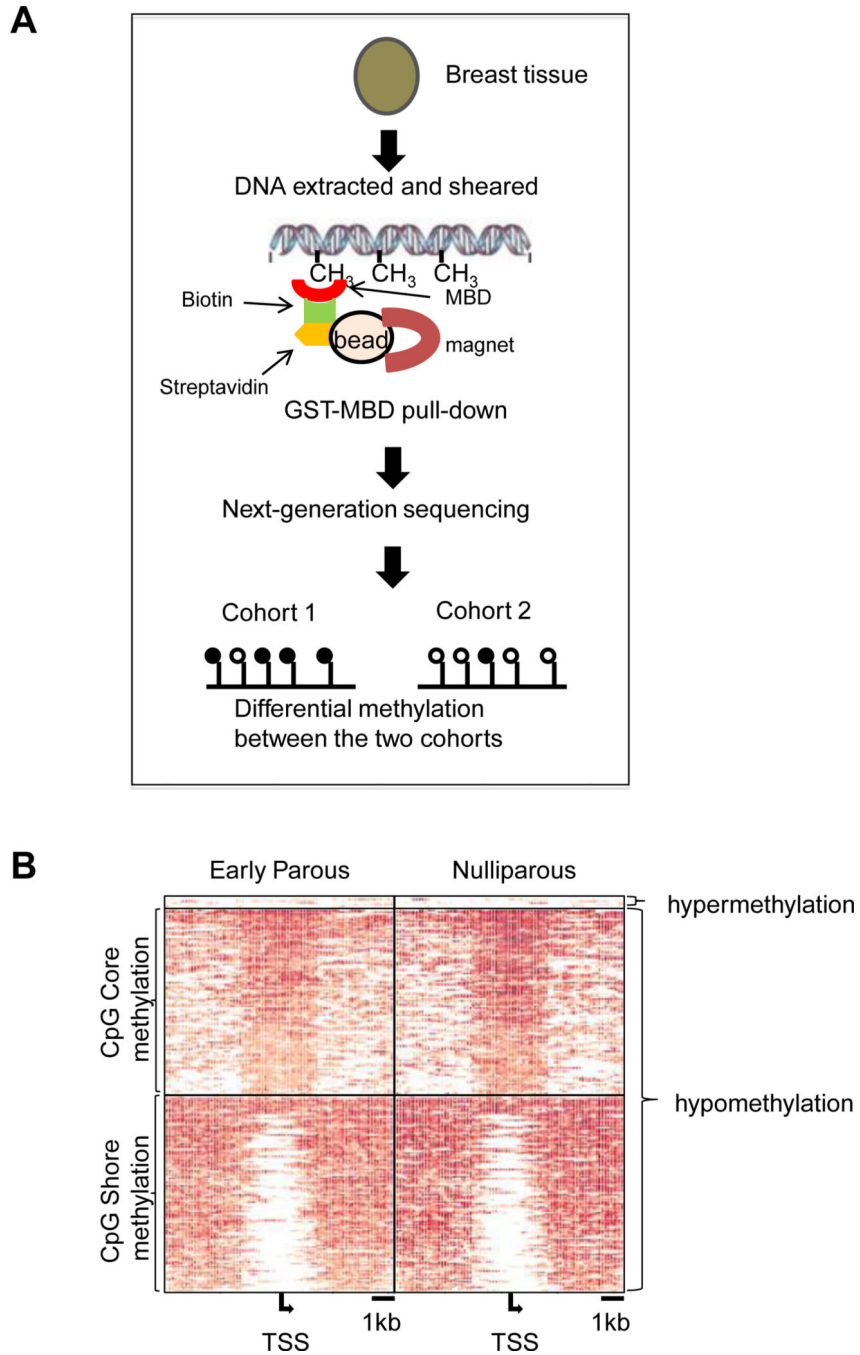 A
Breast tissue
DNA extracted and sheared
CH3 CH3 CH3
Biotin
MBD
bead
magnet
Streptavidin
GST-MBD pull-down
Next-generation sequencing
Cohort 1
Cohort 2
Differential methylation
between the two cohorts
B
Early Parous
Nulliparous
hypermethylation
CpG Core
methylation
hypomethylation
CpG Shore
methylation
TSS
1kb
TSS
1kb